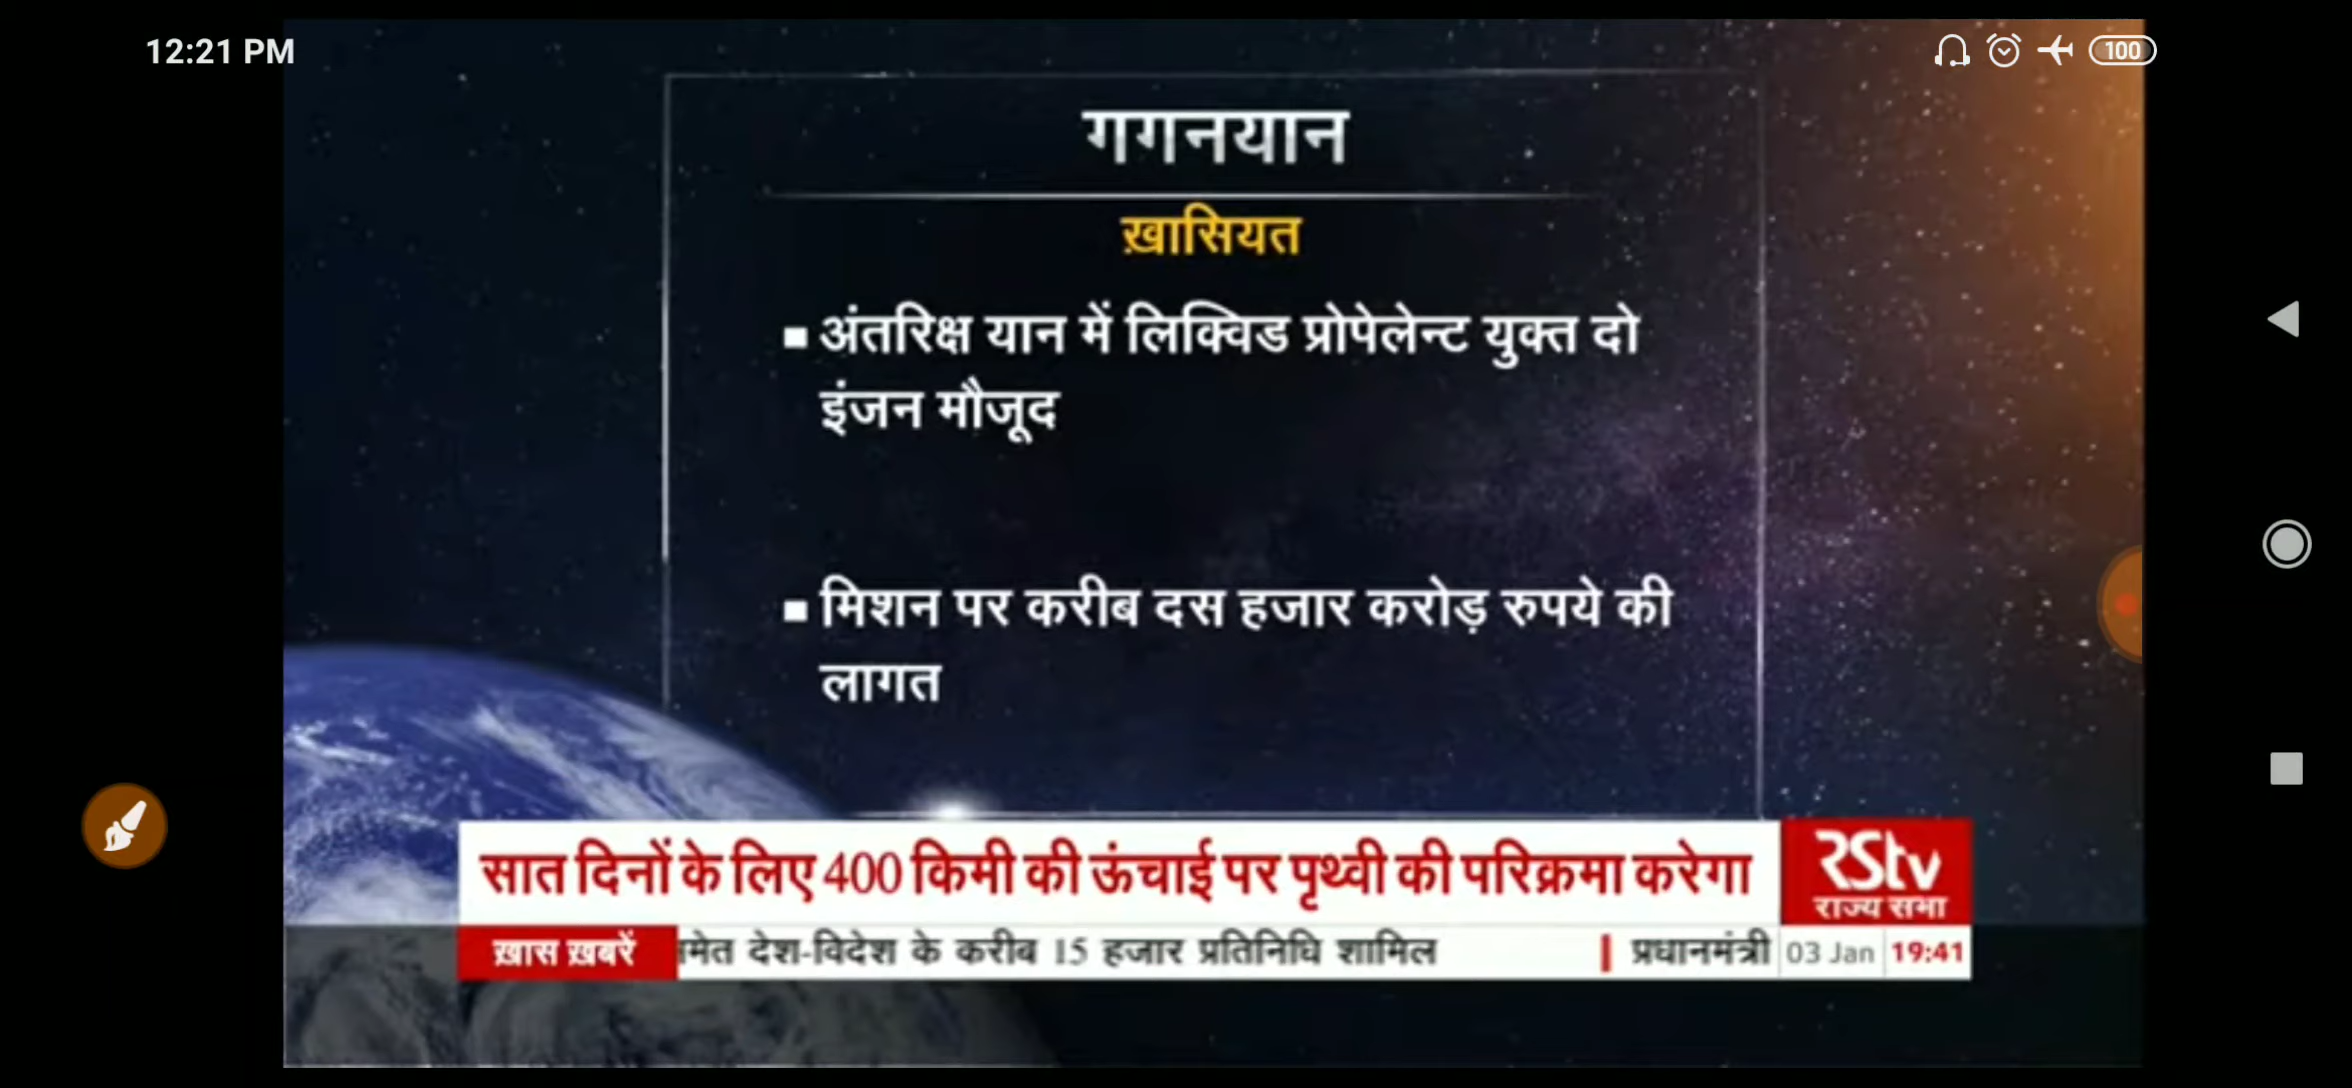 12:21 PM
100
गगनयान
ख़ासियत
▪ अंतरिक्ष यान में लिक्विड प्रोपेलेन्ट युक्त दो
इंजन मौजूद
▪ मिशन पर करीब दस हजार करोड़ रुपये की
लागत
सात दिनों के लिए 400 किमी की ऊंचाई पर पृथ्वी की परिक्रमा करेगा
RStv
राज्य सभा
ख़ास ख़बरें
देश-विदेश के करीब 15 हजार प्रतिनिधि शामिल | प्रधानमंत्री
03 Jan 19:41